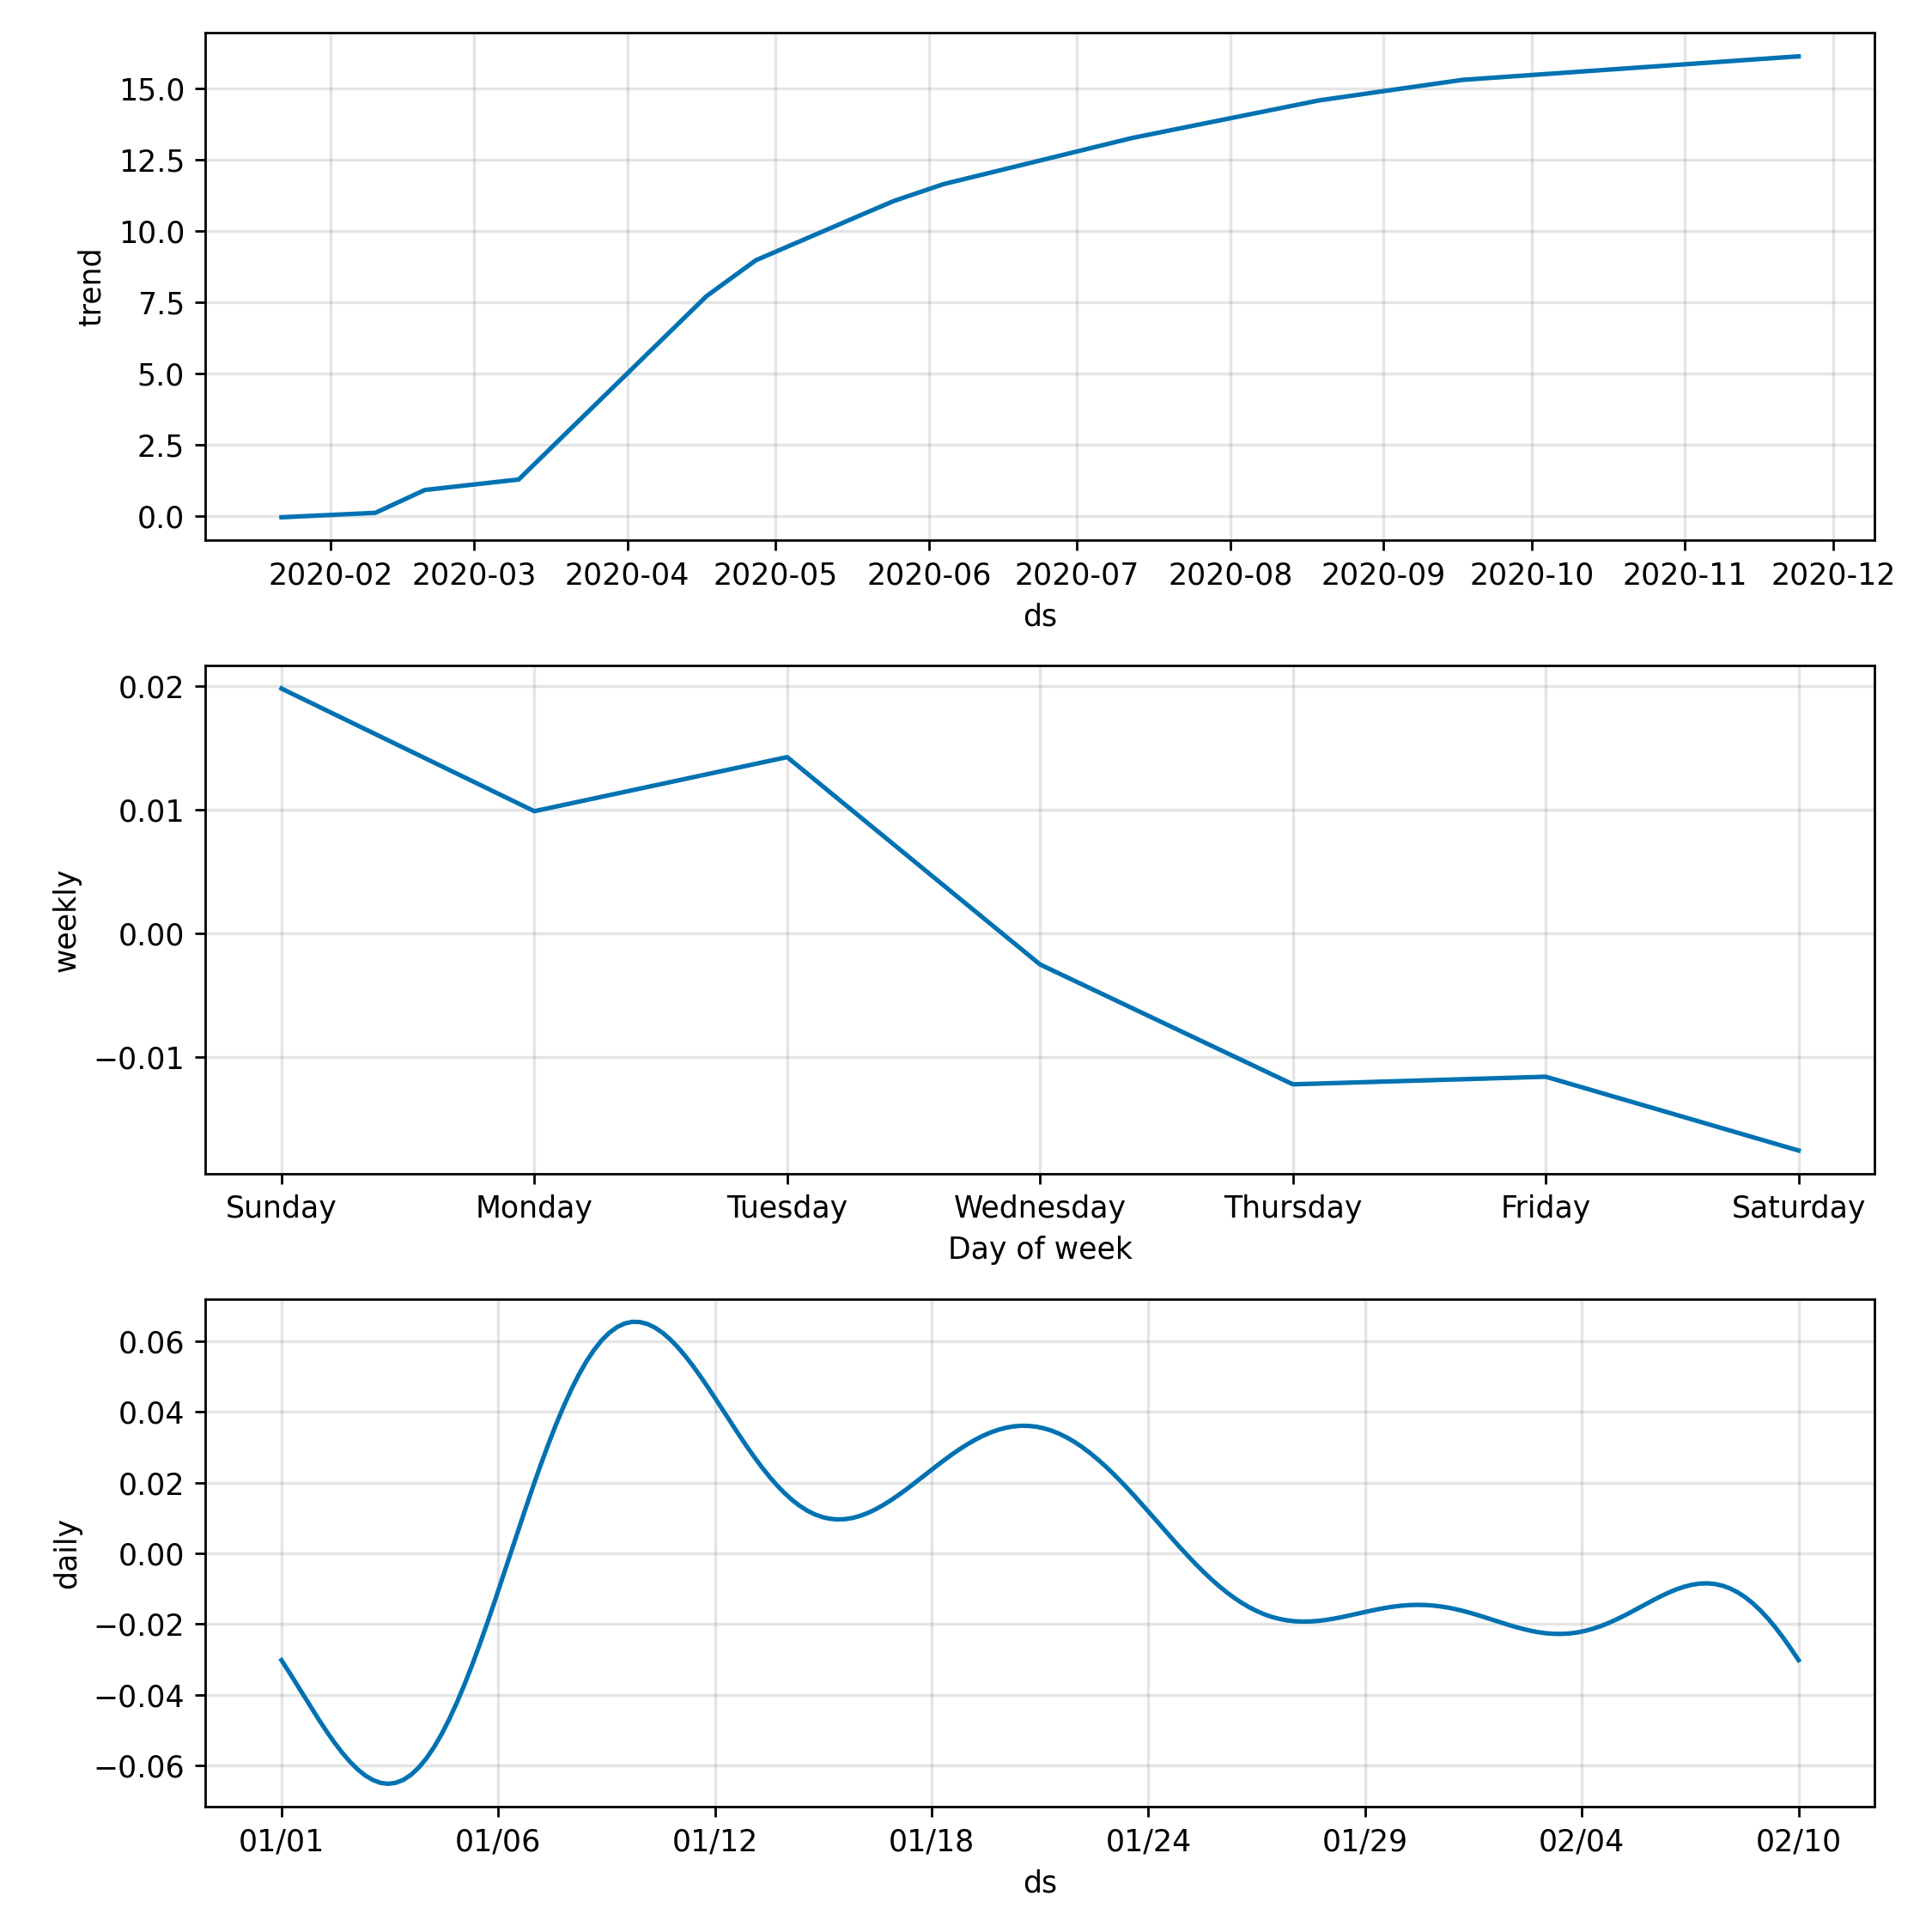 15.0
12.5
10.0
7.5
5.0
2.5
0.0
trend
2020-02 2020-03 2020-04 2020-05 2020-06 2020-07 2020-08 2020-09 2020-10 2020-11 2020-12
ds
0.02
0.01
0.00
−0.01
weekly
Sunday Monday Tuesday Wednesday Thursday Friday Saturday
Day of week
0.06
0.04
0.02
0.00
−0.02
−0.04
−0.06
daily
01/01 01/06 01/12 01/18 01/24 01/29 02/04 02/10
ds